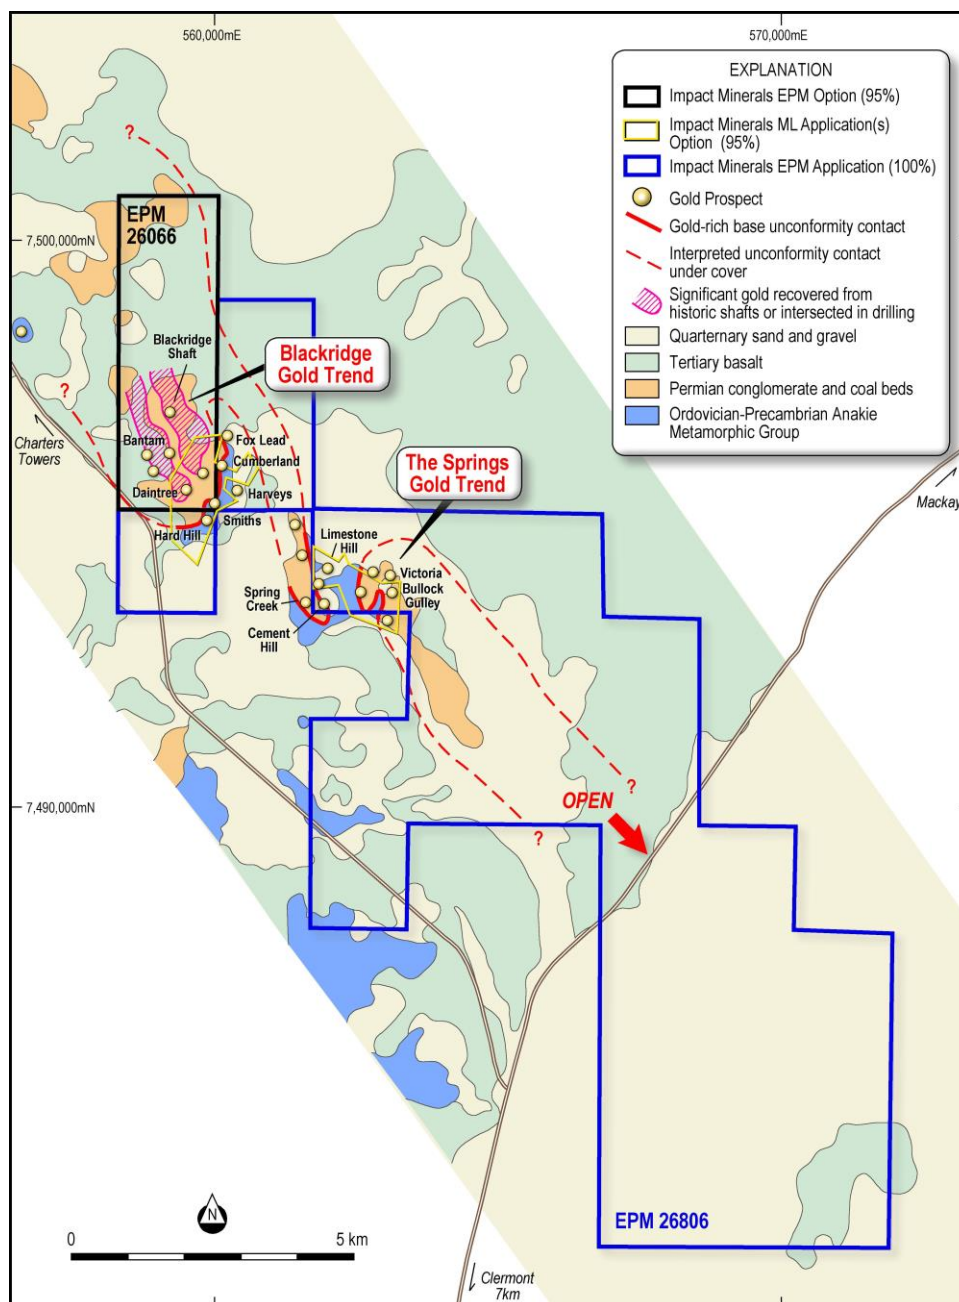 560,000mE
570,000mE
EXPLANATION
Impact Minerals EPM Option (95%)
Impact Minerals ML Application(s)
Option (95%)
Impact Minerals EPM Application (100%)
Gold Prospect
Gold-rich base unconformity contact
Interpreted unconformity contact
under cover
Significant gold recovered from
historic shafts or intersected in drilling
Quaternary sand and gravel
Tertiary basalt
Permian conglomerate and coal beds
Ordovician-Precambrian Anakie
Metamorphic Group
?
EPM
26066
7,500,000mN
Blackridge
Shaft
Blackridge
Gold Trend
?
Charters
Towers
Bantam
Fox Lead
Cumberland
Daintree
Harveys
Smiths
Hard Hill
The Springs
Gold Trend
Mackay
Limestone
Hill
Victoria
Bullock
Gulley
Spring
Creek
Cement
Hill
?
7,490,000mN
OPEN
?
N
0
5 km
EPM 26806
Clermont
7km